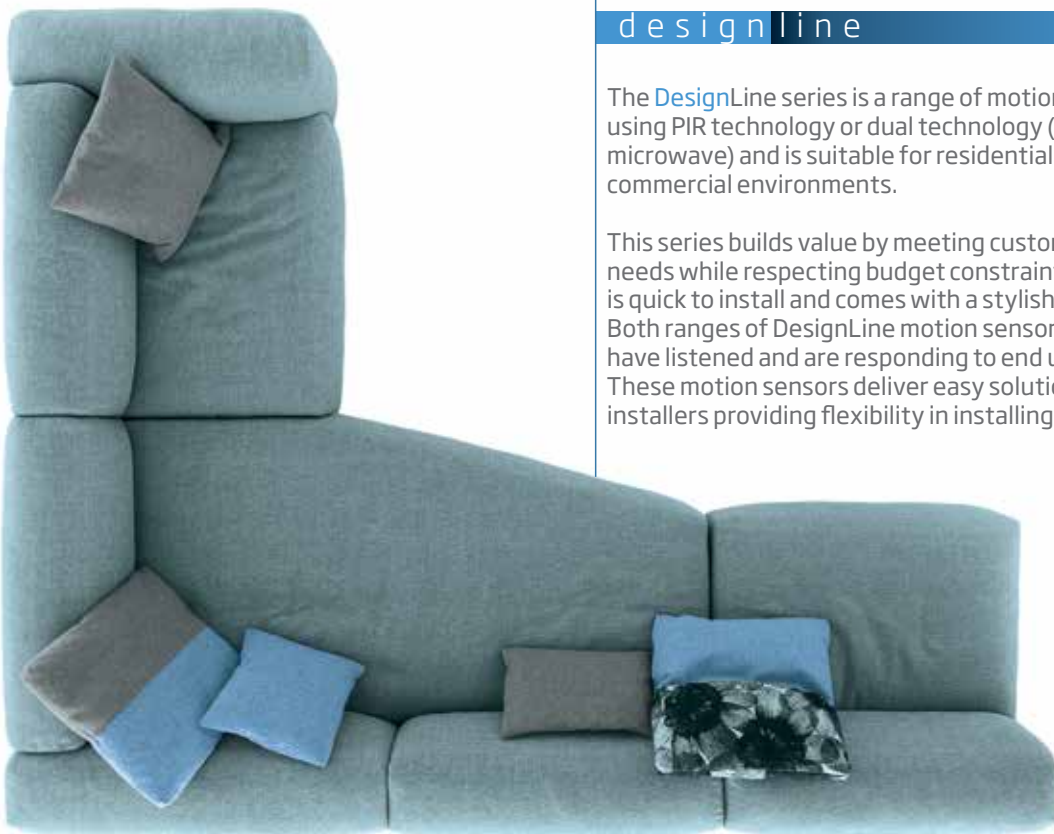 designline
The DesignLine series is a range of motion
using PIR technology or dual technology (
microwave) and is suitable for residential
commercial environments.
This series builds value by meeting custo
needs while respecting budget constrain
is quick to install and comes with a stylish
Both ranges of DesignLine motion sensor
have listened and are responding to end u
These motion sensors deliver easy soluti
installers providing flexibility in installing